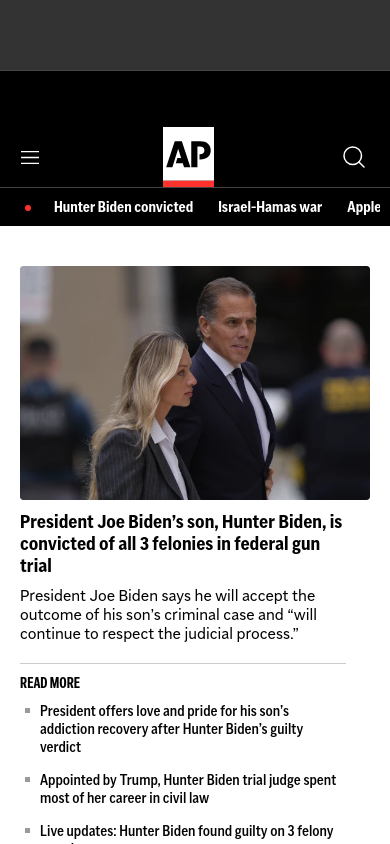 AP
Hunter Biden convicted Israel-Hamas war Apple
President Joe Biden’s son, Hunter Biden, is
convicted of all 3 felonies in federal gun
trial
President Joe Biden says he will accept the
outcome of his son’s criminal case and “will
continue to respect the judicial process.”
READ MORE
President offers love and pride for his son’s
addiction recovery after Hunter Biden’s guilty
verdict
Appointed by Trump, Hunter Biden trial judge spent
most of her career in civil law
Live updates: Hunter Biden found guilty on 3 felony